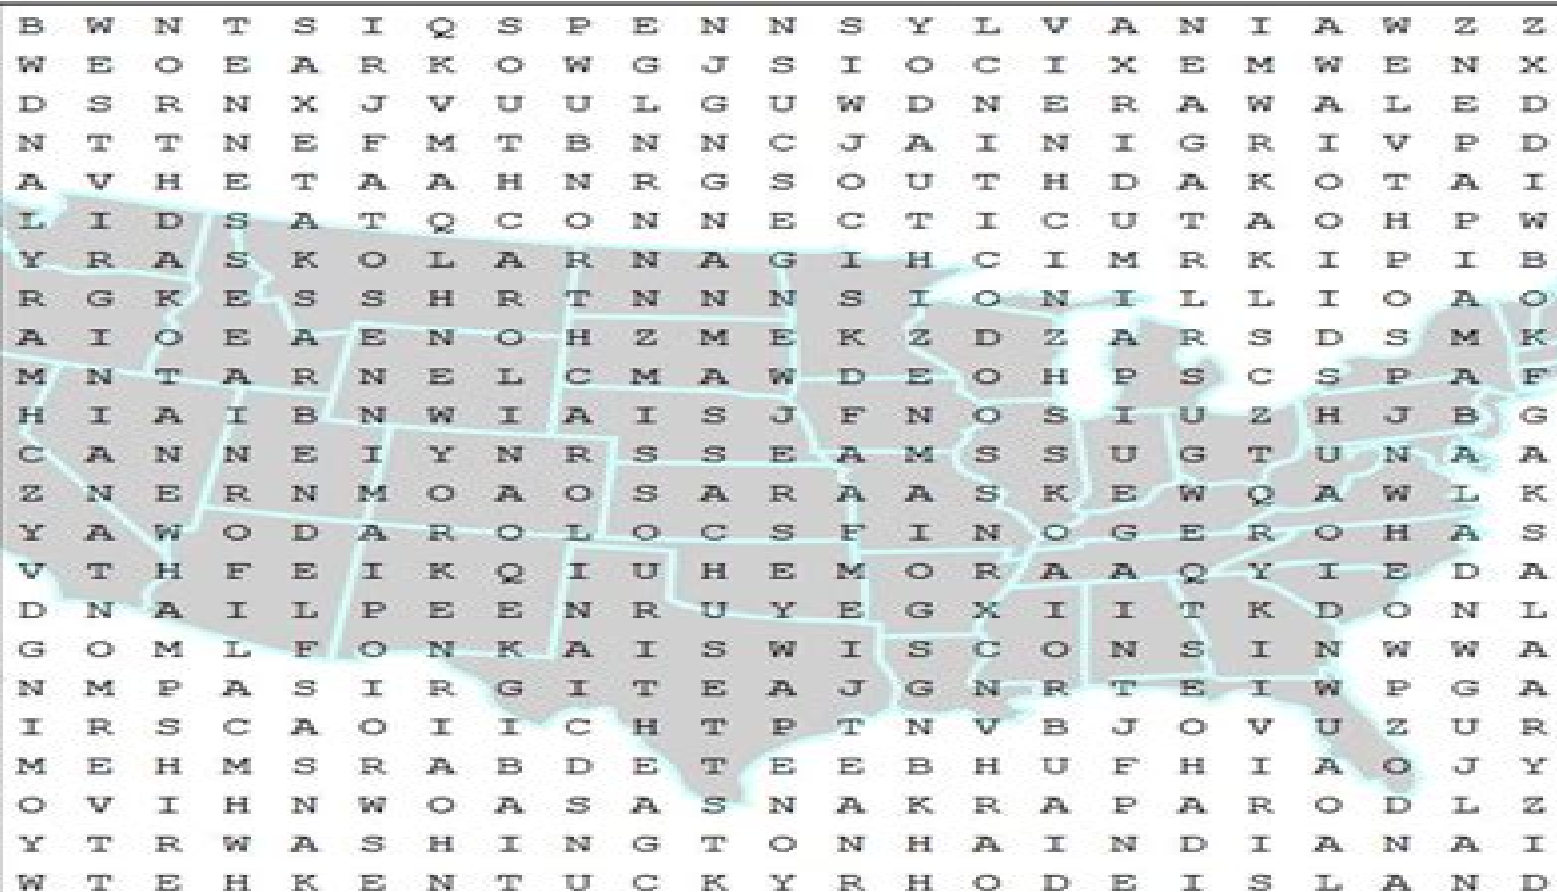 B W N T S I Q S P E N N S Y L V A N I A W Z Z
W E O E A R K O W G J S I O C I X E M W E N X
D S R N X J V U U L G U W D N E R A W A L E D
N T T N E F M T B N N C J A I N I G R I V P D
A V H E T A A H N R G S O U T H D A K O T A I
L I D S A T Q C O N N E C T I C U T A O H P W
Y R A S K O L A R N A G I H C I M R K I P I B
R G K E S S H R T N N N S I O N I L L I O A O
A I O E A E N O H Z M E K Z D Z A R S D S M K
M N T A R N E L C M A W D E O H P S C S P A F
H I A I B N W I A I S J F N O S I U Z H J B G
C A N N E I Y N R S S E A M S S U G T U N A A
Z N E R N M O A O S A R A A S K E W Q A W L K
Y A W O D A R O L O C S F I N O G E R O H A S
V T H F E I K Q I U H E M O R A A Q Y I E D A
D N A I L P E E N R U Y E G X I I T K D O N L
G O M L F O N K A I S W I S C O N S I N W W A
N M P A S I R G I T E A J G N R T E I W P G A
I R S C A O I I C H T P T N V B J O V U Z U R
M E H M S R A B D E T E E B H U F H I A O J Y
O V I H N W O A S A S N A K R A P A R O D L Z
Y T R W A S H I N G T O N H A I N D I A N A I
W T E H K E N T U C K Y R H O D E I S L A N D